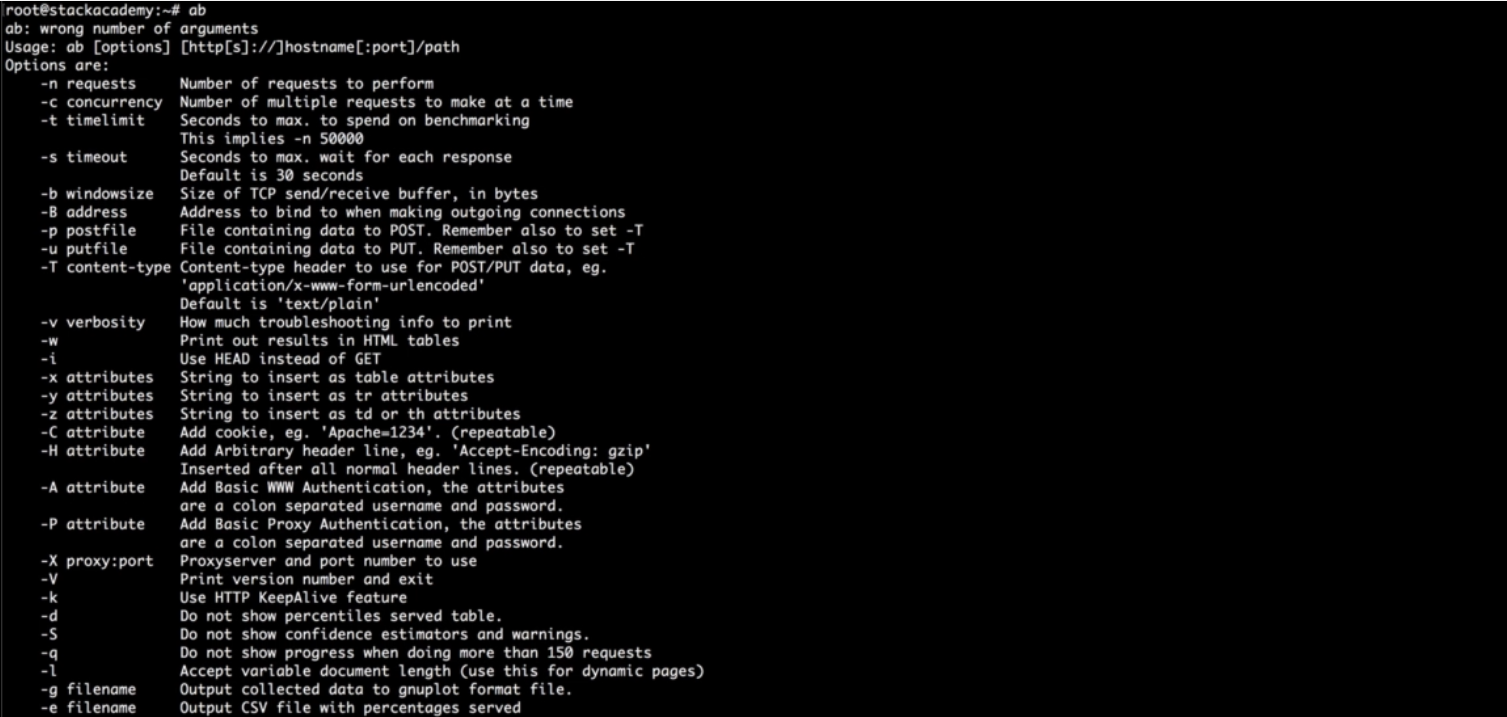 root@stackacademy:~# ab
ab: wrong number of arguments
Usage: ab [options] [http[s]://]hostname[:port]/path
Options are:
    -n requests     Number of requests to perform
    -c concurrency  Number of multiple requests to make at a time
    -t timelimit    Seconds to max. to spend on benchmarking
                    This implies -n 50000
    -s timeout      Seconds to max. wait for each response
                    Default is 30 seconds
    -b windowsize   Size of TCP send/receive buffer, in bytes
    -B address      Address to bind to when making outgoing connections
    -p postfile     File containing data to POST. Remember also to set -T
    -u putfile      File containing data to PUT. Remember also to set -T
    -T content-type Content-type header to use for POST/PUT data, eg.
                    'application/x-www-form-urlencoded'
                    Default is 'text/plain'
    -v verbosity    How much troubleshooting info to print
    -w              Print out results in HTML tables
    -i              Use HEAD instead of GET
    -x attributes   String to insert as table attributes
    -y attributes   String to insert as tr attributes
    -z attributes   String to insert as td or th attributes
    -C attribute    Add cookie, eg. 'Apache=1234'. (repeatable)
    -H attribute    Add Arbitrary header line, eg. 'Accept-Encoding: gzip'
                    Inserted after all normal header lines. (repeatable)
    -A attribute    Add Basic WWW Authentication, the attributes
                    are a colon separated username and password.
    -P attribute    Add Basic Proxy Authentication, the attributes
                    are a colon separated username and password.
    -X proxy:port   Proxyserver and port number to use
    -V              Print version number and exit
    -k              Use HTTP KeepAlive feature
    -d              Do not show percentiles served table.
    -S              Do not show confidence estimators and warnings.
    -q              Do not show progress when doing more than 150 requests
    -l              Accept variable document length (use this for dynamic pages)
    -g filename     Output collected data to gnuplot format file.
    -e filename     Output CSV file with percentages served